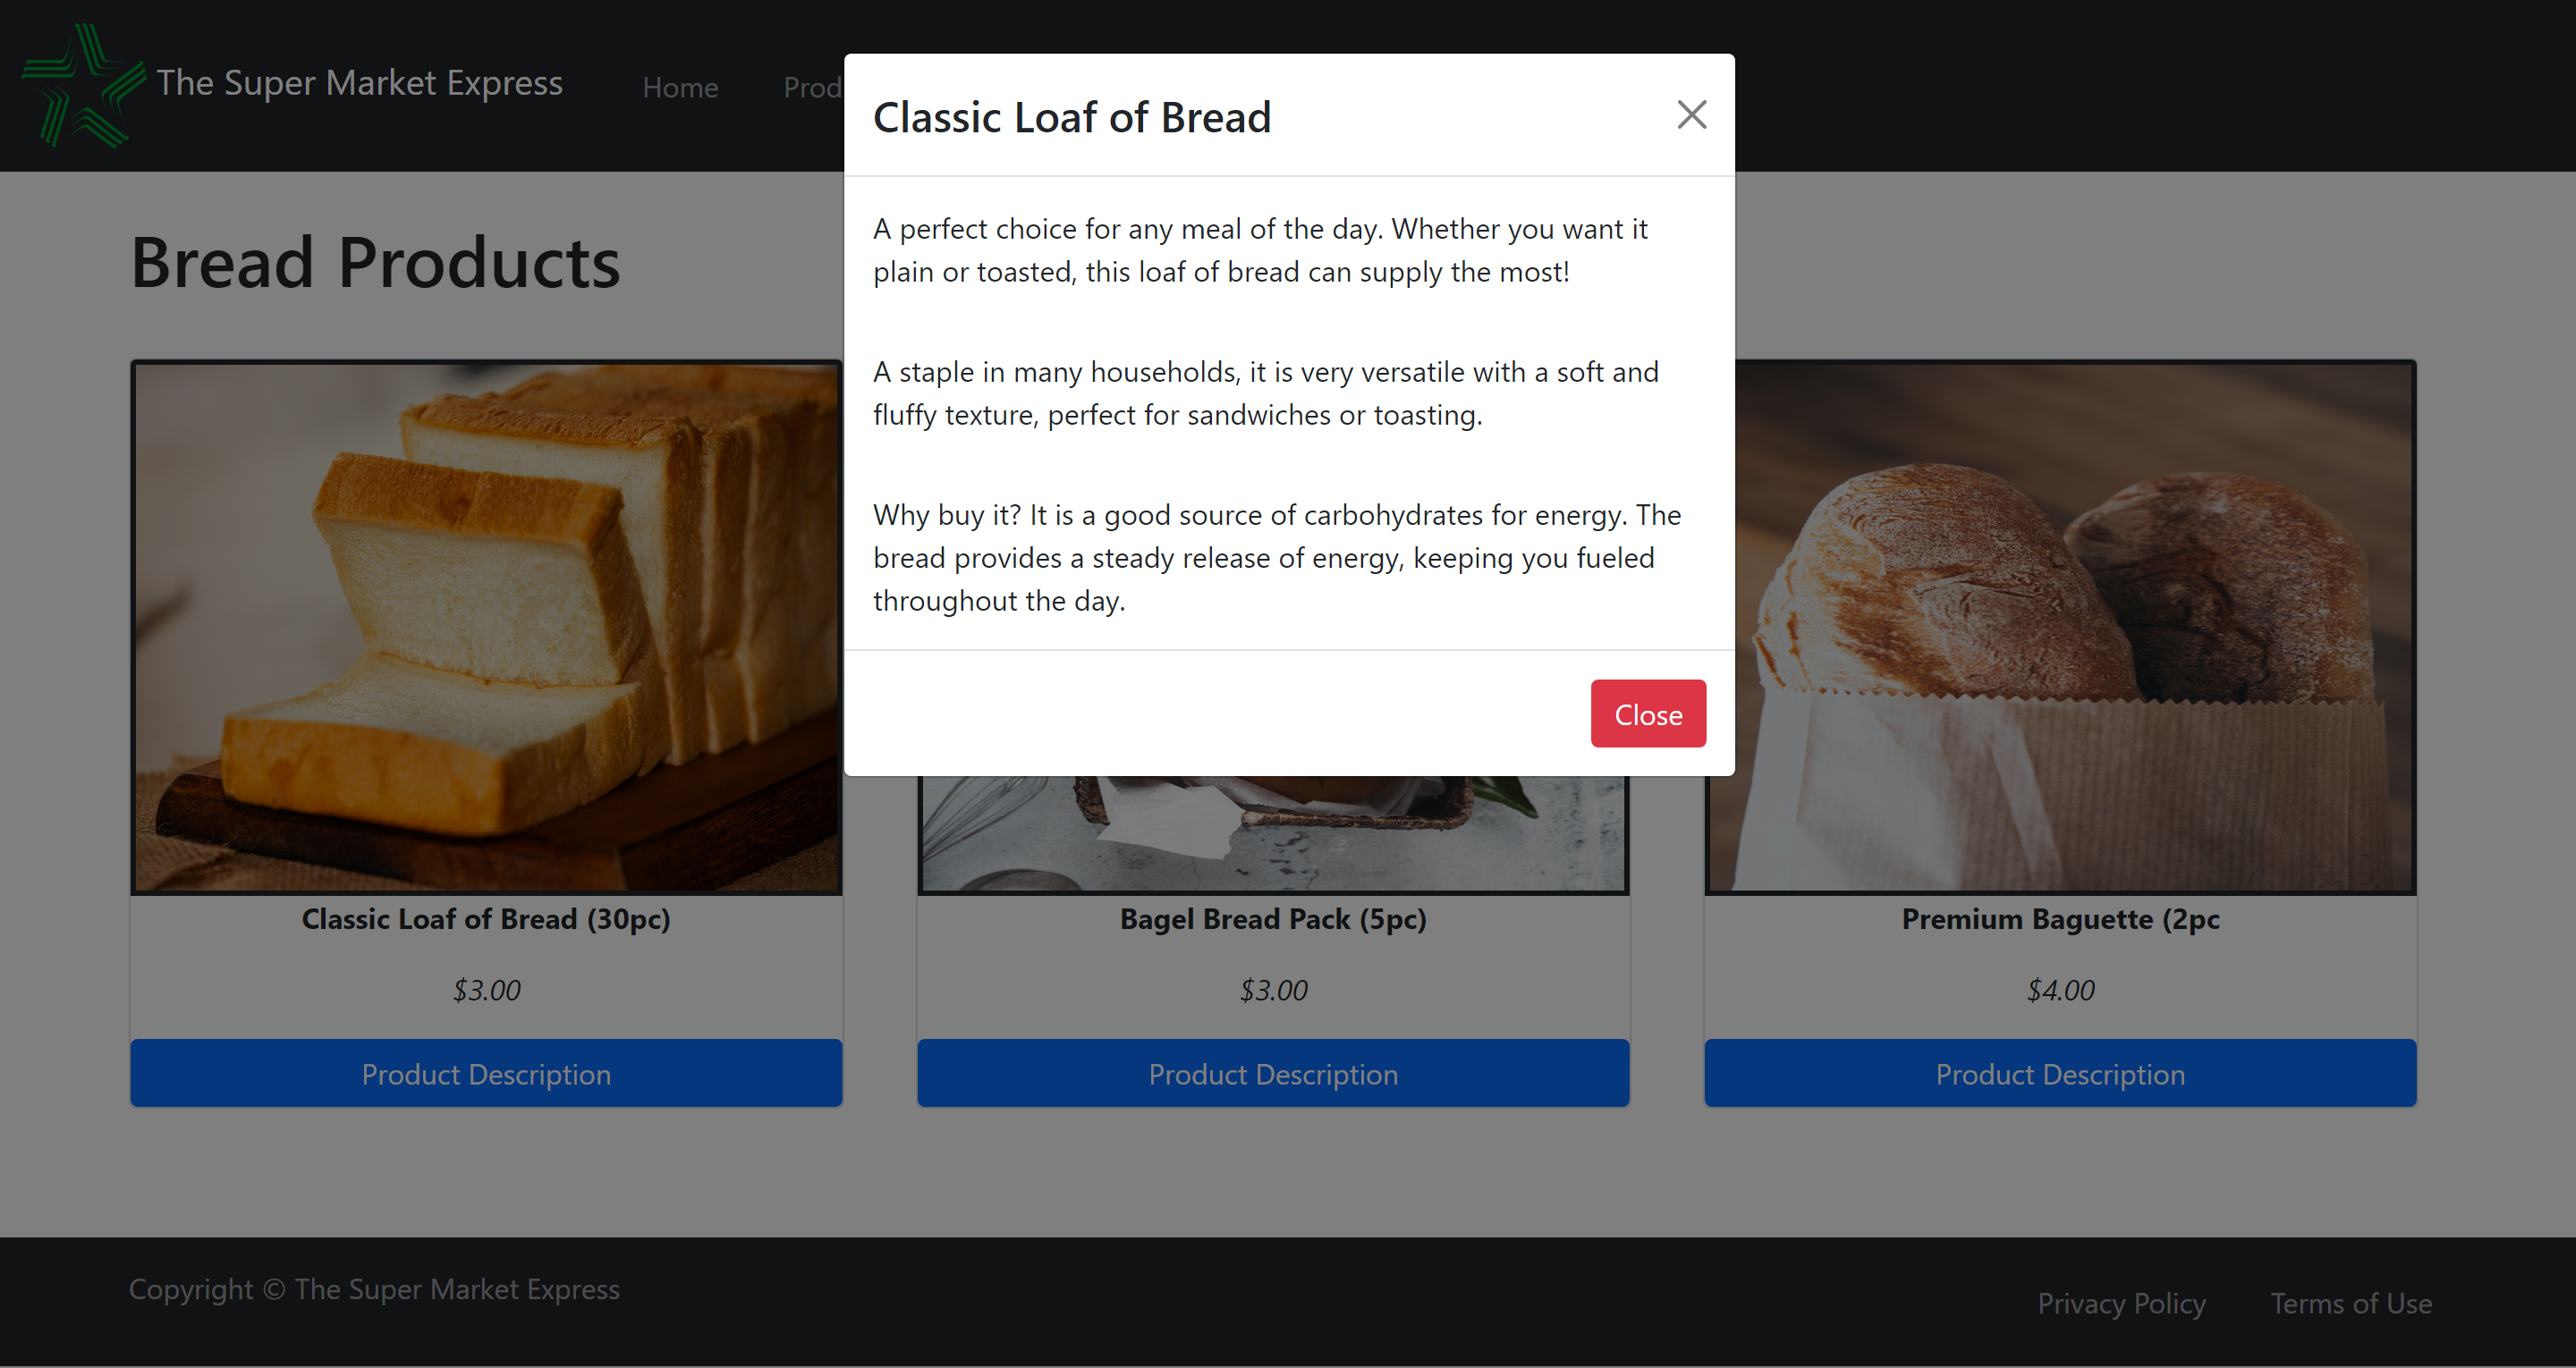 The Super Market Express
Home
Prod
Classic Loaf of Bread
A perfect choice for any meal of the day. Whether you want it
plain or toasted, this loaf of bread can supply the most!
A staple in many households, it is very versatile with a soft and
fluffy texture, perfect for sandwiches or toasting.
Why buy it? It is a good source of carbohydrates for energy. The
bread provides a steady release of energy, keeping you fueled
throughout the day.
Close
Bread Products
Classic Loaf of Bread (30pc)
$3.00
Product Description
Bagel Bread Pack (5pc)
$3.00
Product Description
Premium Baguette (2pc
$4.00
Product Description
Copyright © The Super Market Express
Privacy Policy
Terms of Use